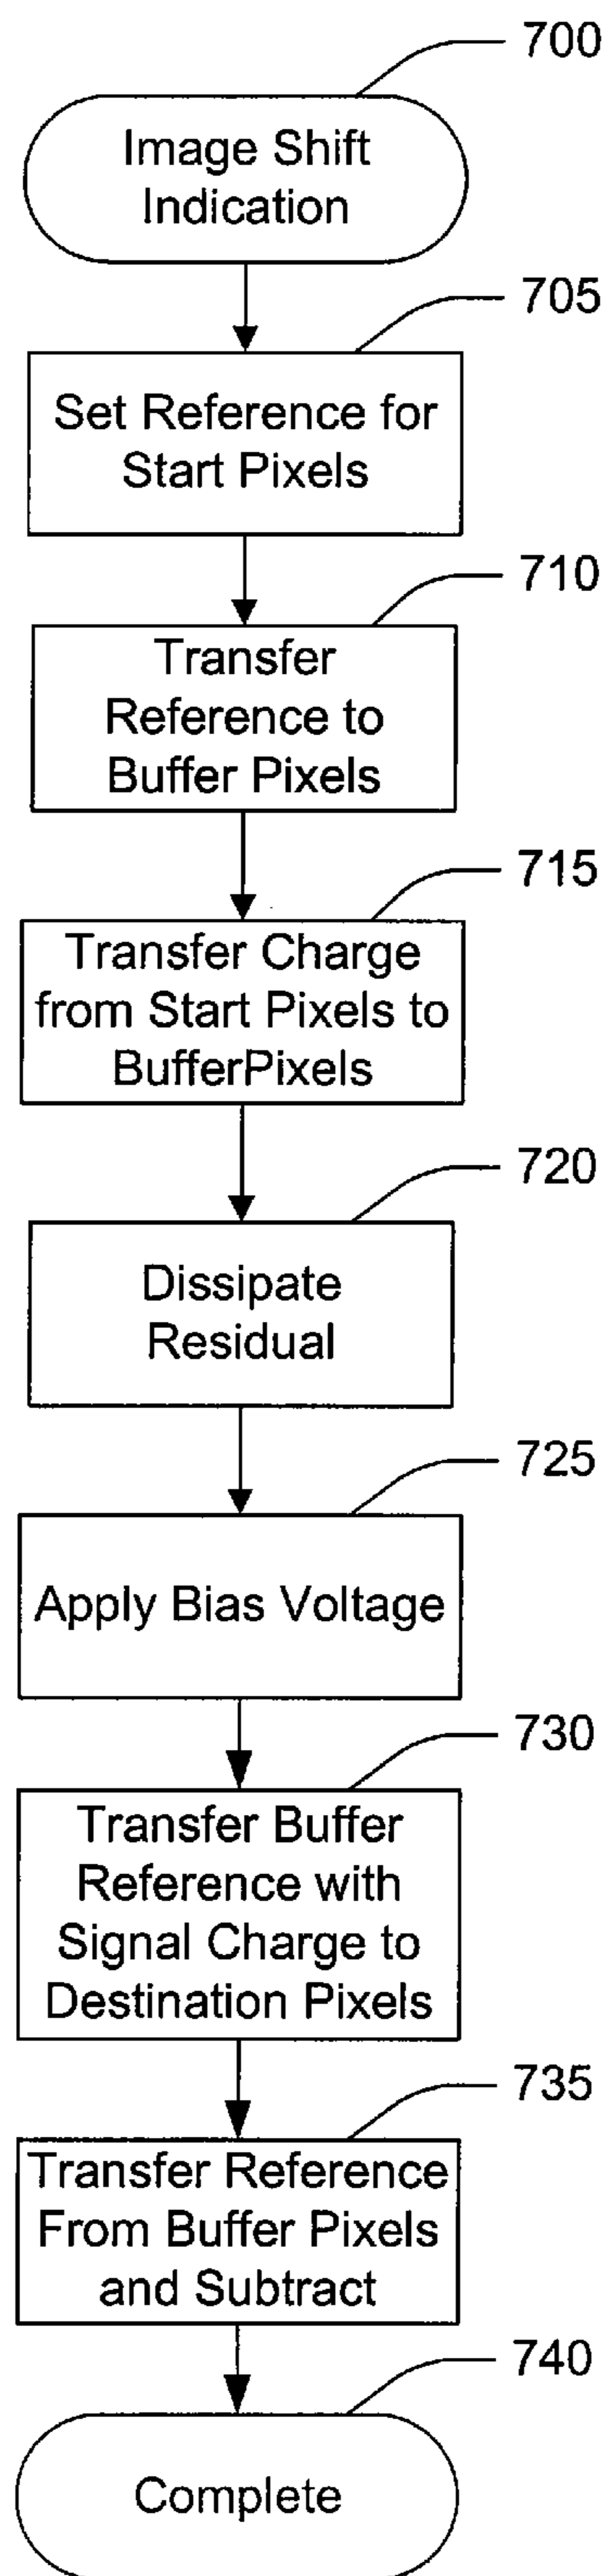 700
Image Shift
Indication
705
Set Reference for
Start Pixels
710
Transfer
Reference to
Buffer Pixels
715
Transfer Charge
from Start Pixels to
BufferPixels
720
Dissipate
Residual
725
Apply Bias Voltage
730
Transfer Buffer
Reference with
Signal Charge to
Destination Pixels
735
Transfer Reference
From Buffer Pixels
and Subtract
740
Complete